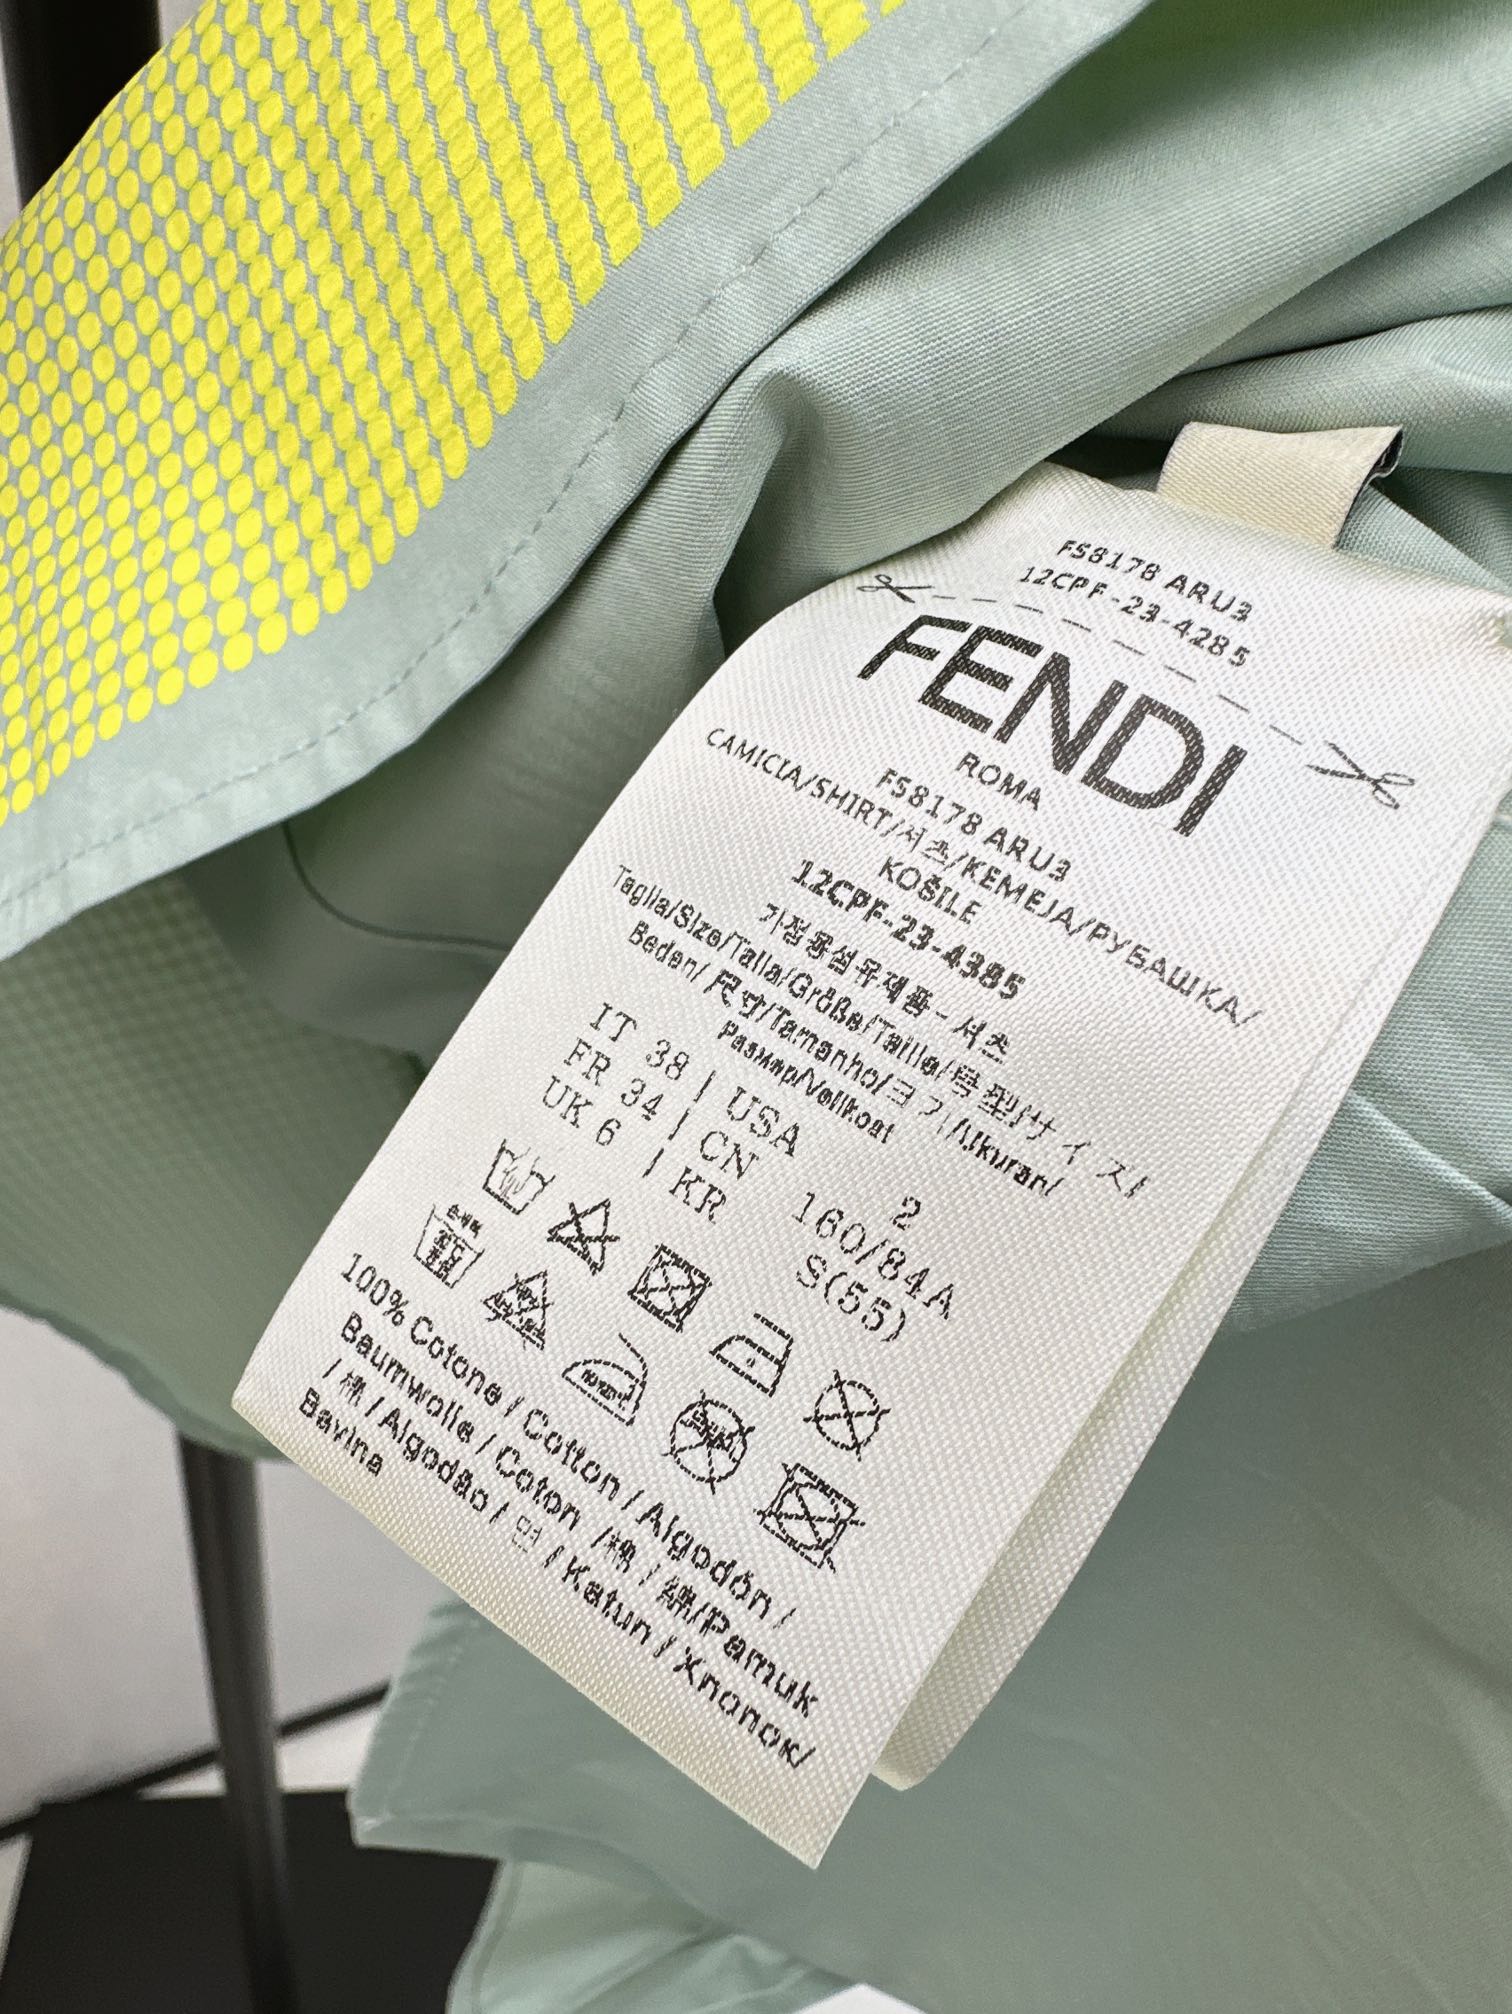 FS8178 ARU3
12CPF-23-4285
FENDI
ROMA
FS8178 ARU3
CAMICIA/SHIRT/셔츠/KEMEJA/РУБАШКА/
KOŠILE
12CPF-23-4385
가정용섬유제품-셔츠
Taglia/Size/Talla/Größe/Taille/号型/サイズ/
Beden/尺寸/Tamanho/크기/Ukuran/
Размер/Velikost
IT 38 | USA 2
FR 34 | CN 160/84A
UK 6 | KR S(55)
100% Cotone / Cotton / Algodón /
Baumwolle / Coton /棉 / 綿/Pamuk
/ 棉 / Algodão / 면 / Katun / Хлопок/
Bavlna